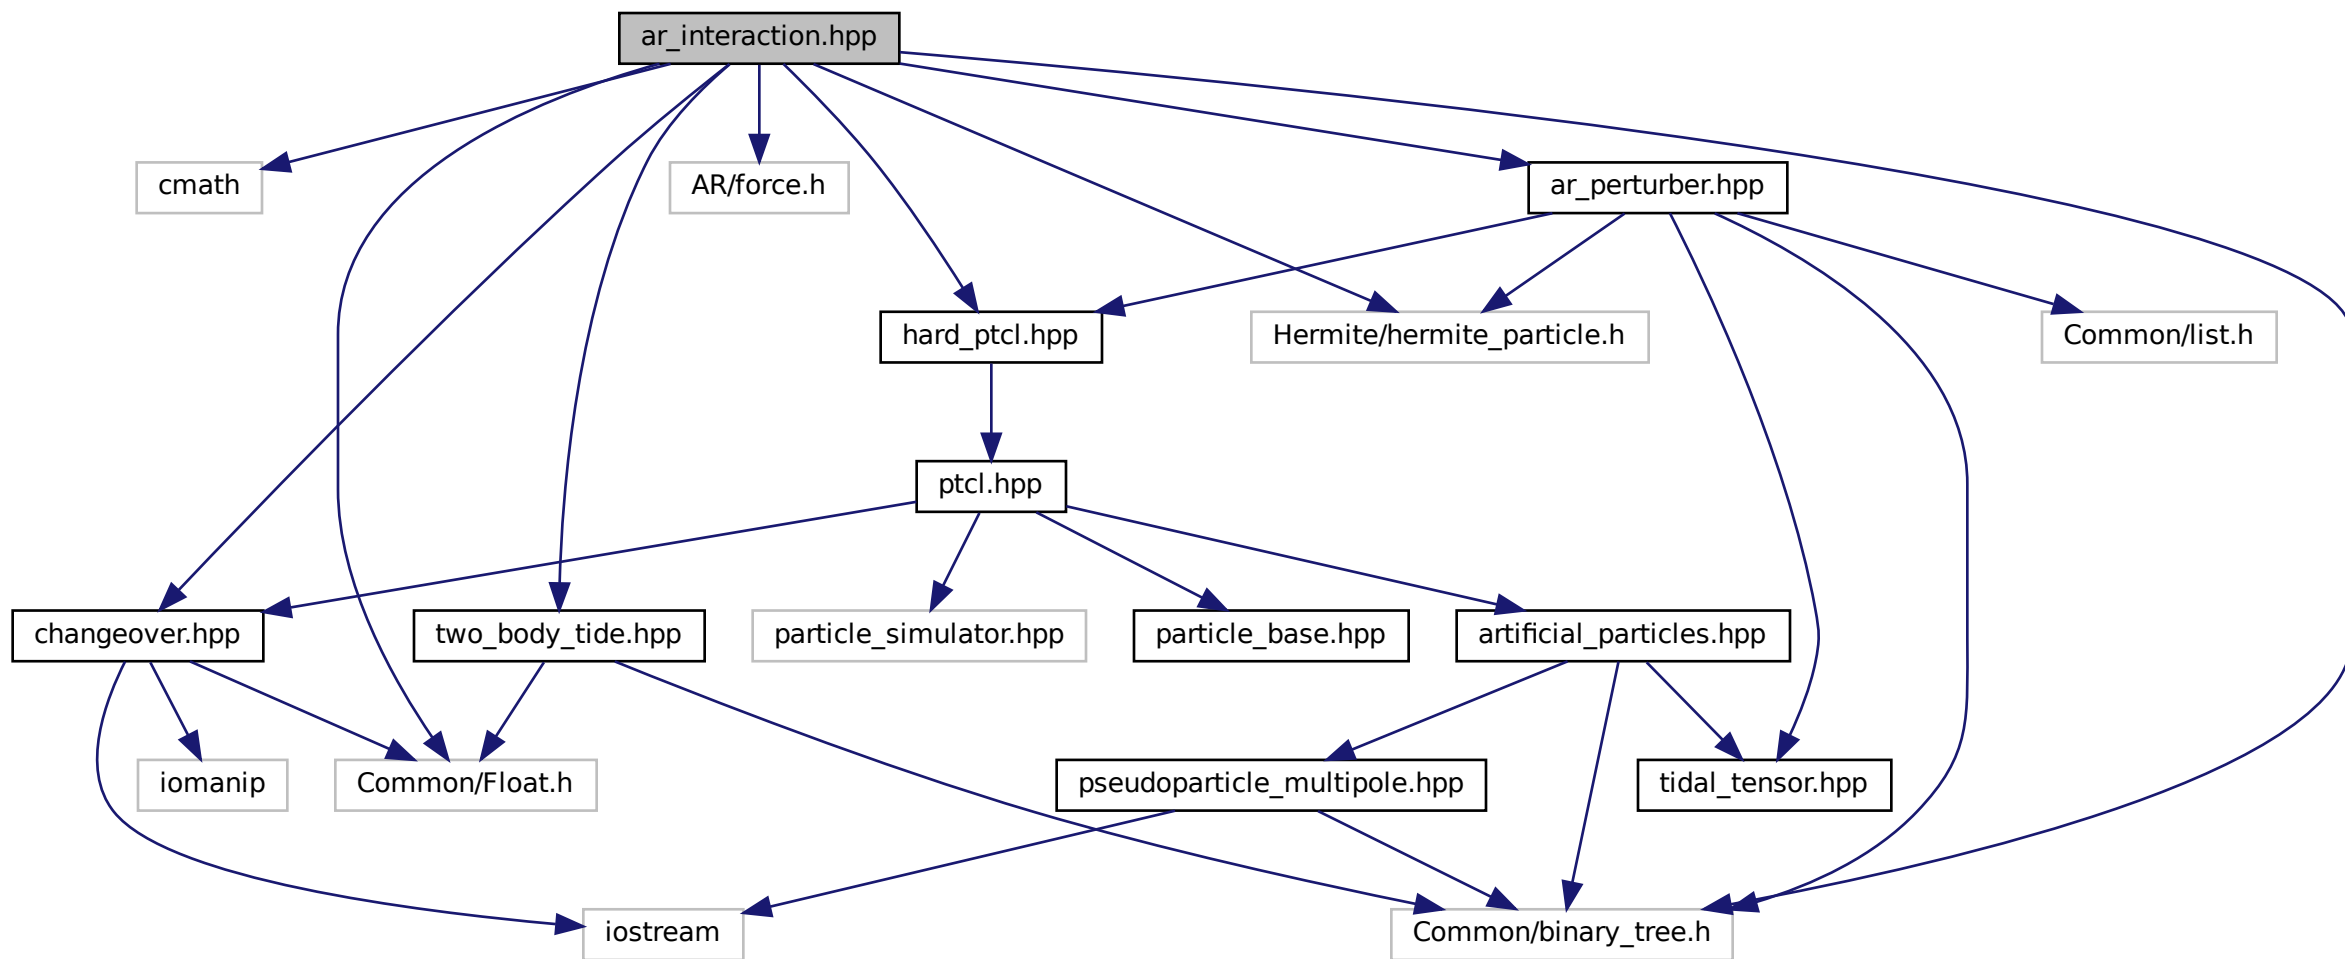 ar_interaction.hpp
cmath
AR/force.h
ar_perturber.hpp
hard_ptcl.hpp
Hermite/hermite_particle.h
Common/list.h
ptcl.hpp
changeover.hpp
two_body_tide.hpp
particle_simulator.hpp
particle_base.hpp
artificial_particles.hpp
iomanip
Common/Float.h
pseudoparticle_multipole.hpp
tidal_tensor.hpp
iostream
Common/binary_tree.h